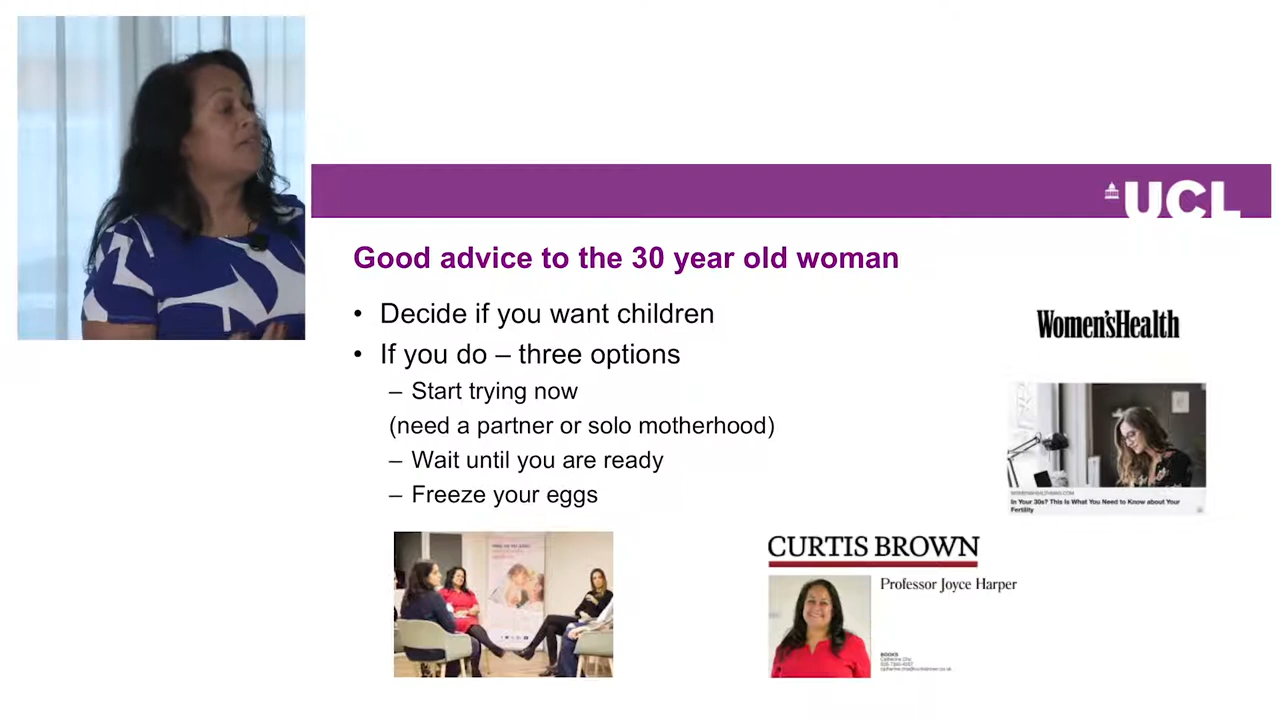 UCL
Good advice to the 30 year old woman
• Decide if you want children
• If you do – three options
– Start trying now
(need a partner or solo motherhood)
– Wait until you are ready
– Freeze your eggs
Women'sHealth
In Your 30s? This Is What You Need to Know about Your
Fertility
CURTIS BROWN
Professor Joyce Harper
BOOKS